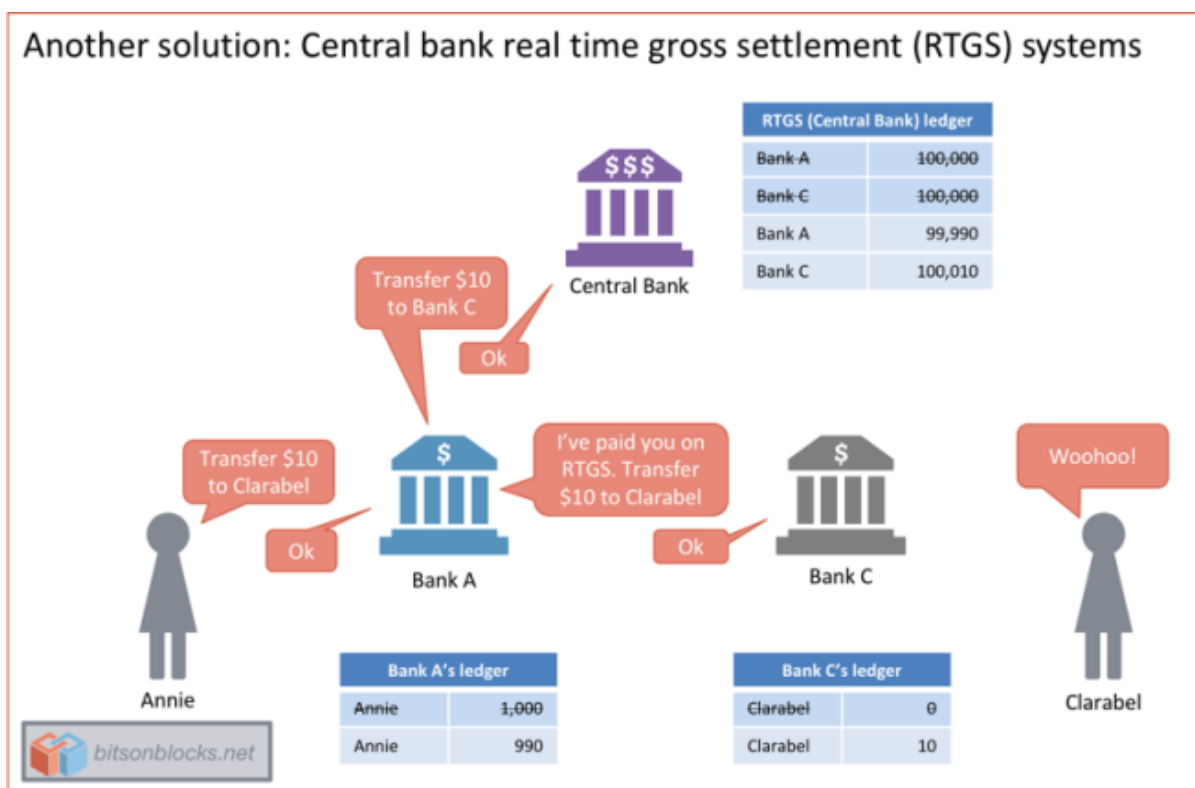 Another solution: Central bank real time gross settlement (RTGS) systems
RTGS (Central Bank) ledger
Bank A 100,000
Bank C 100,000
Bank A 99,990
Bank C 100,010
$$$
Central Bank
Transfer $10
to Bank C
Ok
Transfer $10
to Clarabel
Ok
$
Bank A
I've paid you on
RTGS. Transfer
$10 to Clarabel
Ok
$
Bank C
Woohoo!
Annie
Bank A's ledger
Annie 1,000
Annie 990
Bank C's ledger
Clarabel 0
Clarabel 10
Clarabel
bitsonblocks.net